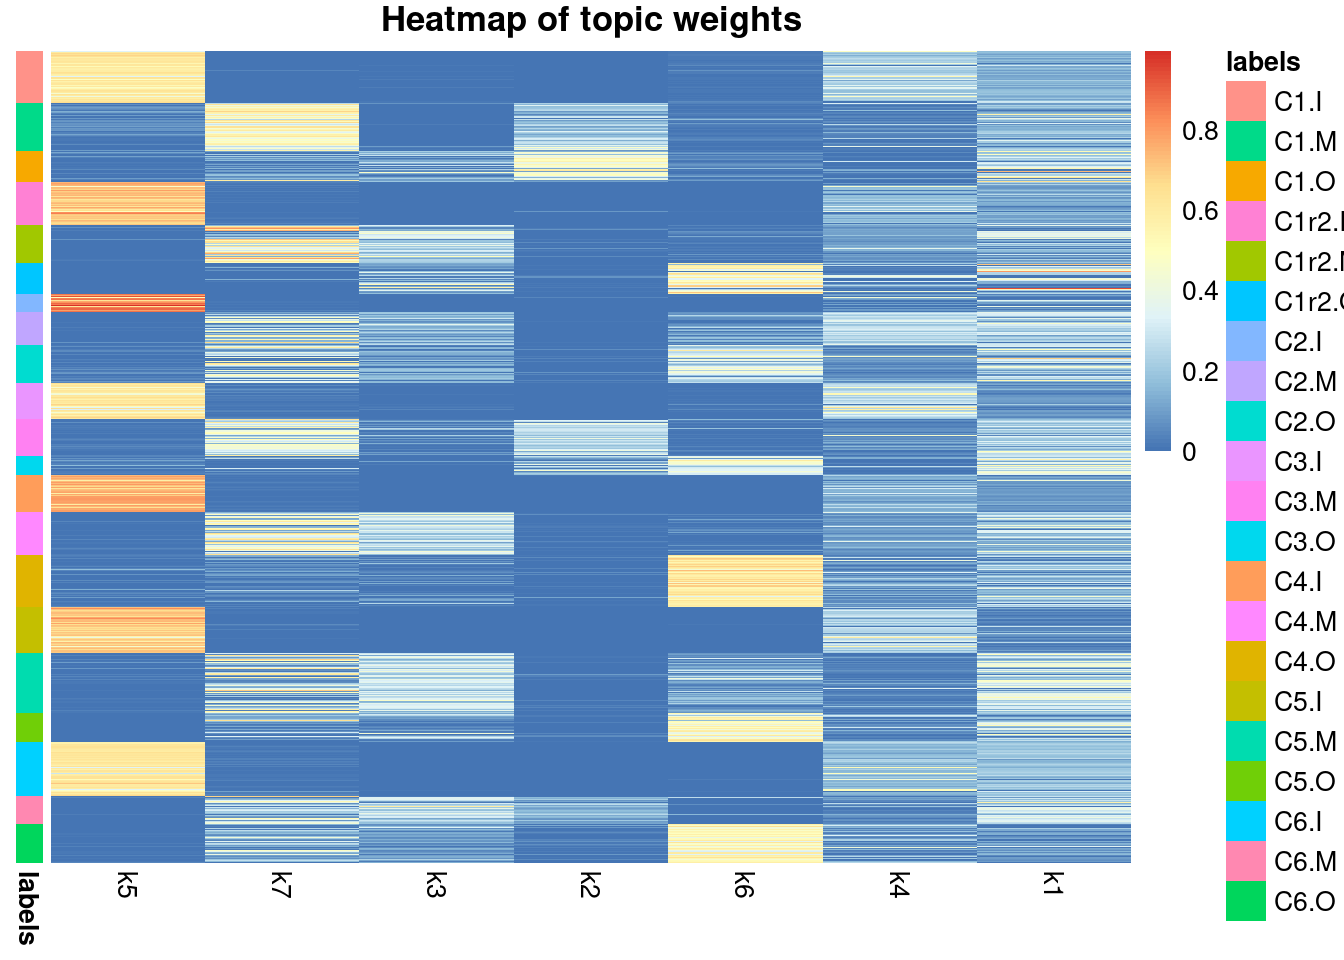 Heatmap of topic weights
labels
C1.I
C1.M
C1.O
C1r2.I
C1r2.M
C1r2.O
C2.I
C2.M
C2.O
C3.I
C3.M
C3.O
C4.I
C4.M
C4.O
C5.I
C5.M
C5.O
C6.I
C6.M
C6.O
0.8
0.6
0.4
0.2
0
labels
k5
k7
k3
k2
k6
k4
k1